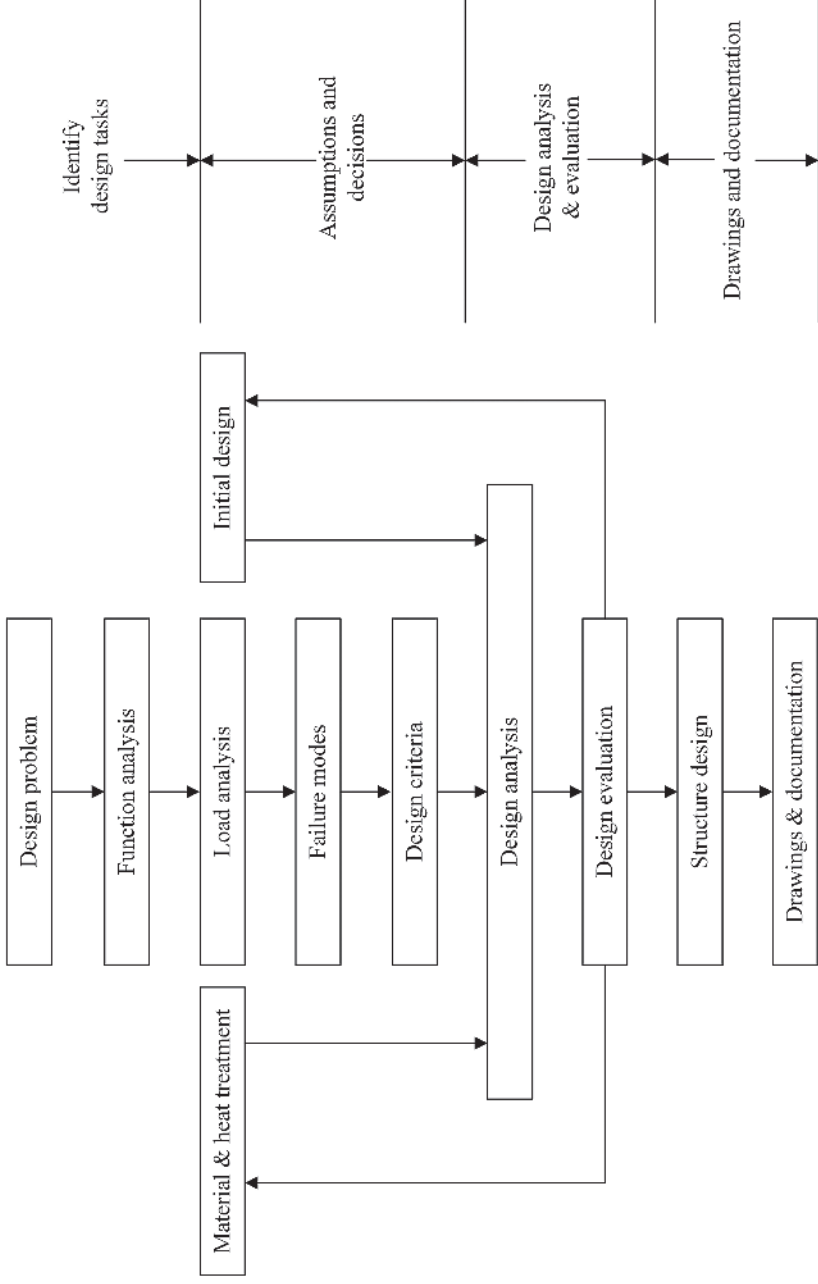 Design problem
Function analysis
Material & heat treatment
Load analysis
Initial design
Failure modes
Design criteria
Design analysis
Design evaluation
Structure design
Drawings & documentation
Identify
design tasks
Assumptions and
decisions
Design analysis
& evaluation
Drawings and documentation